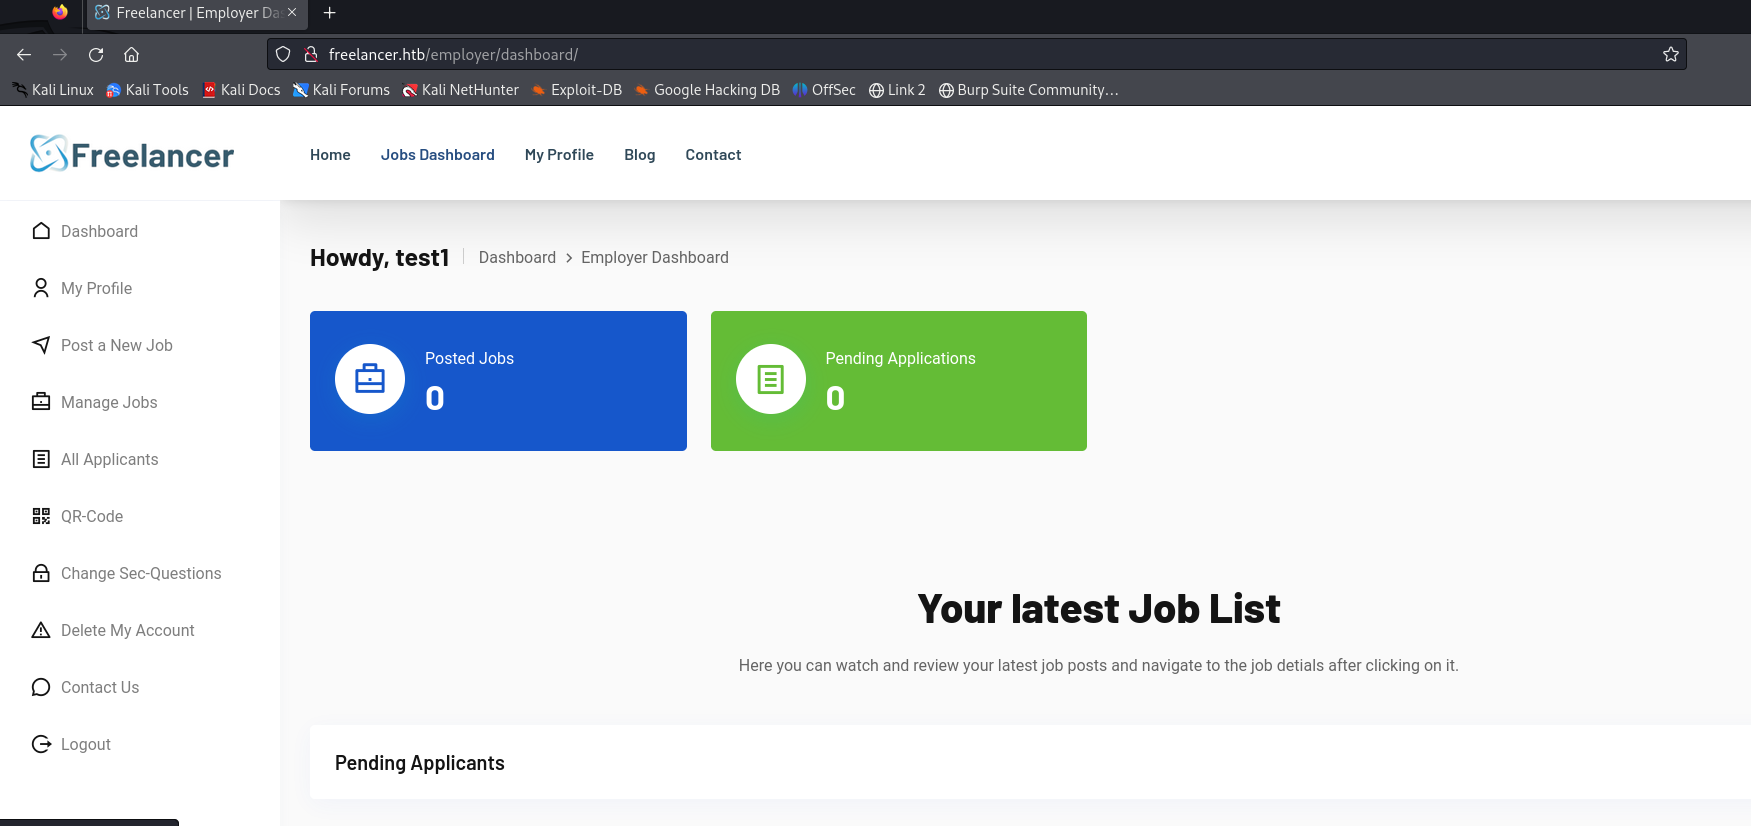 Freelancer | Employer Da
freelancer.htb/employer/dashboard/
Kali Linux Kali Tools Kali Docs Kali Forums Kali NetHunter Exploit-DB Google Hacking DB OffSec Link 2 Burp Suite Community...
Freelancer Home Jobs Dashboard My Profile Blog Contact
Dashboard
My Profile
Post a New Job
Manage Jobs
All Applicants
QR-Code
Change Sec-Questions
Delete My Account
Contact Us
Logout
Howdy, test1 Dashboard > Employer Dashboard
Posted Jobs
0
Pending Applications
0
Your latest Job List
Here you can watch and review your latest job posts and navigate to the job detials after clicking on it.
Pending Applicants